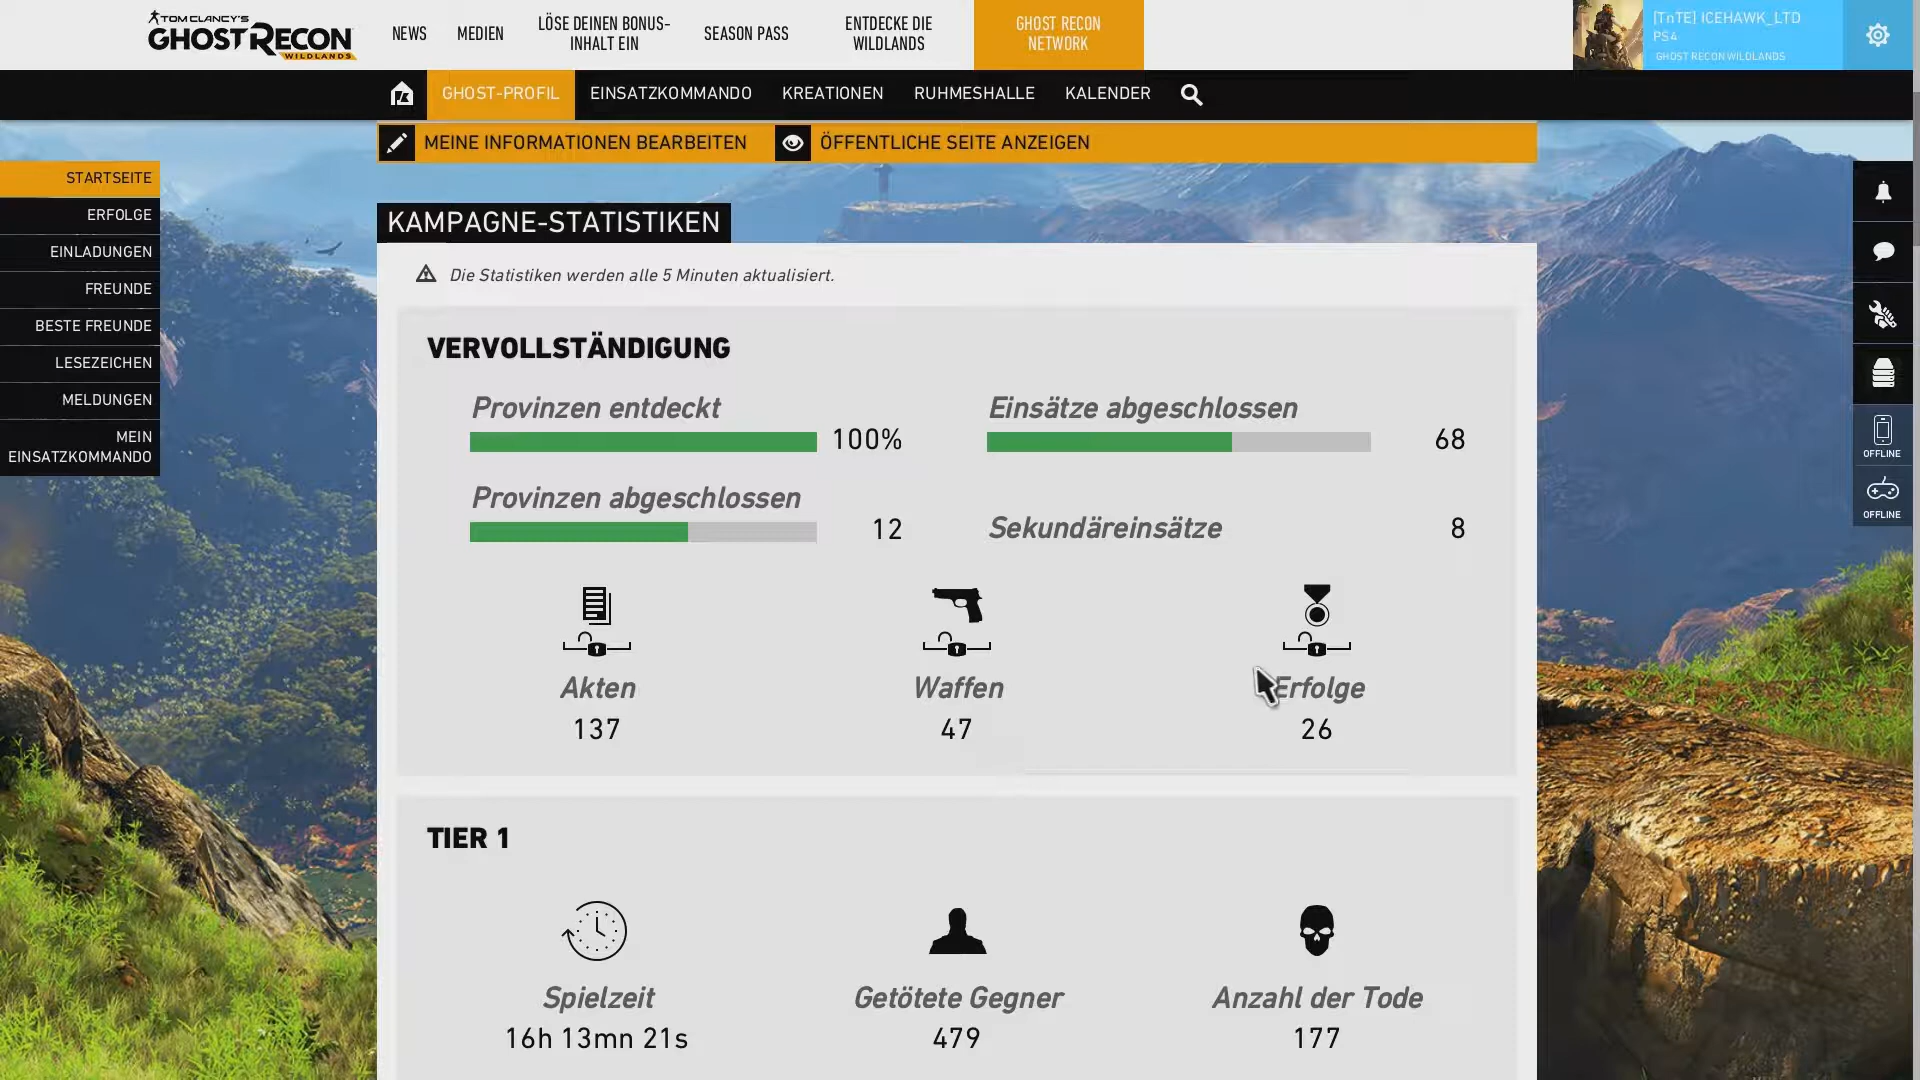 TOM CLANCY'S
GHOST RECON
WILDLANDS
NEWS
MEDIEN
LÖSE DEINEN BONUS-
INHALT EIN
SEASON PASS
ENTDECKE DIE
WILDLANDS
GHOST RECON
NETWORK
[TnTE] ICEHAWK_LTD
PS4
GHOST RECON WILDLANDS
GHOST-PROFIL
EINSATZKOMMANDO
KREATIONEN
RUHMESHALLE
KALENDER
MEINE INFORMATIONEN BEARBEITEN
ÖFFENTLICHE SEITE ANZEIGEN
STARTSEITE
ERFOLGE
EINLADUNGEN
FREUNDE
BESTE FREUNDE
LESEZEICHEN
MELDUNGEN
MEIN
EINSATZKOMMANDO
KAMPAGNE-STATISTIKEN
Die Statistiken werden alle 5 Minuten aktualisiert.
VERVOLLSTÄNDIGUNG
Provinzen entdeckt
100%
Einsätze abgeschlossen
68
Provinzen abgeschlossen
12
Sekundäreinsätze
8
Akten
137
Waffen
47
Erfolge
26
TIER 1
Spielzeit
16h 13mn 21s
Getötete Gegner
479
Anzahl der Tode
177
OFFLINE
OFFLINE